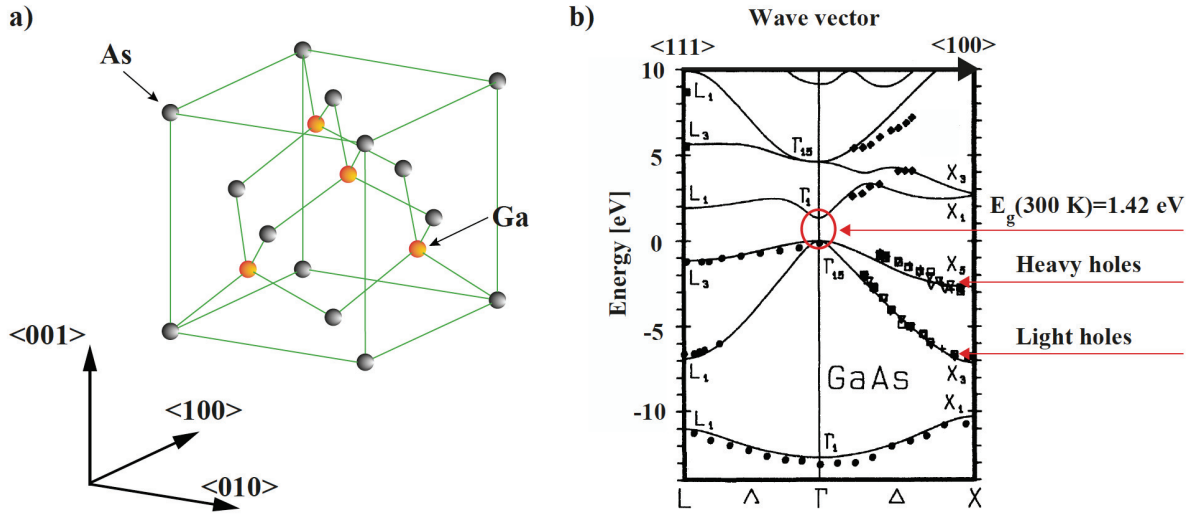 a)
As
Ga
<001>
<100>
<010>
b)
Wave vector
<111>
<100>
Energy [eV]
10
5
0
-5
-10
L₁
L₃
L₁
L₃
L₁
L₁
Γ₁₅
Γ₁
Γ₁₅
Γ₁
X₃
X₁
X₅
X₃
X₁
GaAs
E_g(300 K)=1.42 eV
Heavy holes
Light holes
L Λ Γ Δ X